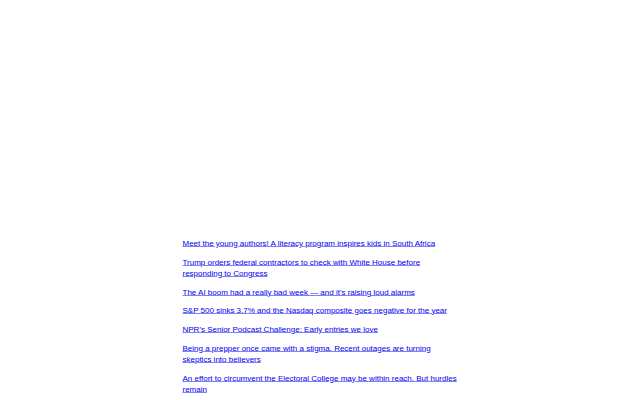 Meet the young authors! A literacy program inspires kids in South Africa
Trump orders federal contractors to check with White House before
responding to Congress
The AI boom had a really bad week — and it's raising loud alarms
S&P 500 sinks 3.7% and the Nasdaq composite goes negative for the year
NPR's Senior Podcast Challenge: Early entries we love
Being a prepper once came with a stigma. Recent outages are turning
skeptics into believers
An effort to circumvent the Electoral College may be within reach. But hurdles
remain